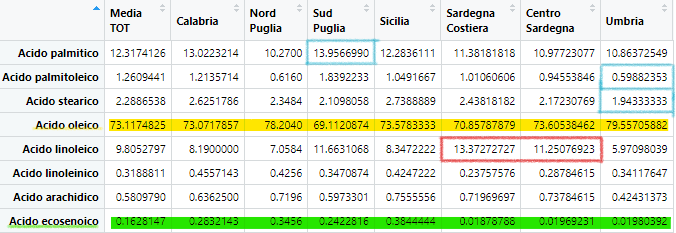 Media TOT Calabria Nord Puglia Sud Puglia Sicilia Sardegna Costiera Centro Sardegna Umbria
Acido palmitico 12.3174126 13.0223214 10.2700 13.9566990 12.2836111 11.38181818 10.97723077 10.86372549
Acido palmitoleico 1.2609441 1.2135714 0.6160 1.8392233 1.0491667 1.01060606 0.94553846 0.59882353
Acido stearico 2.2886538 2.6251786 2.3484 2.1098058 2.7388889 2.43818182 2.17230769 1.94333333
Acido oleico 73.1174825 73.0717857 78.2040 69.1120874 73.5783333 70.85787879 73.60538462 79.55705882
Acido linoleico 9.8052797 8.1900000 7.0584 11.6631068 8.3472222 13.37272727 11.25076923 5.97098039
Acido linoleinico 0.3188811 0.4557143 0.4256 0.3470874 0.4247222 0.23757576 0.28784615 0.34117647
Acido arachidico 0.5809790 0.6362500 0.7196 0.5973301 0.7555556 0.71969697 0.73784615 0.42431373
Acido ecosenoico 0.1628147 0.2832143 0.3456 0.2422816 0.3844444 0.01878788 0.01969231 0.01980392